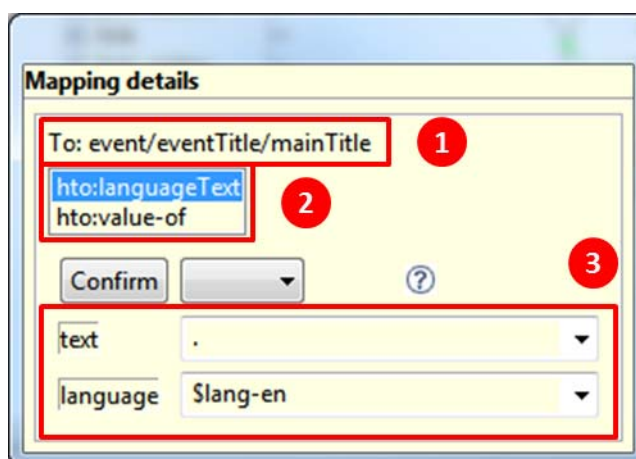 Mapping details
To: event/eventTitle/mainTitle
1
hto:languageText
hto:value-of
2
Confirm
?
3
text .
language $lang-en